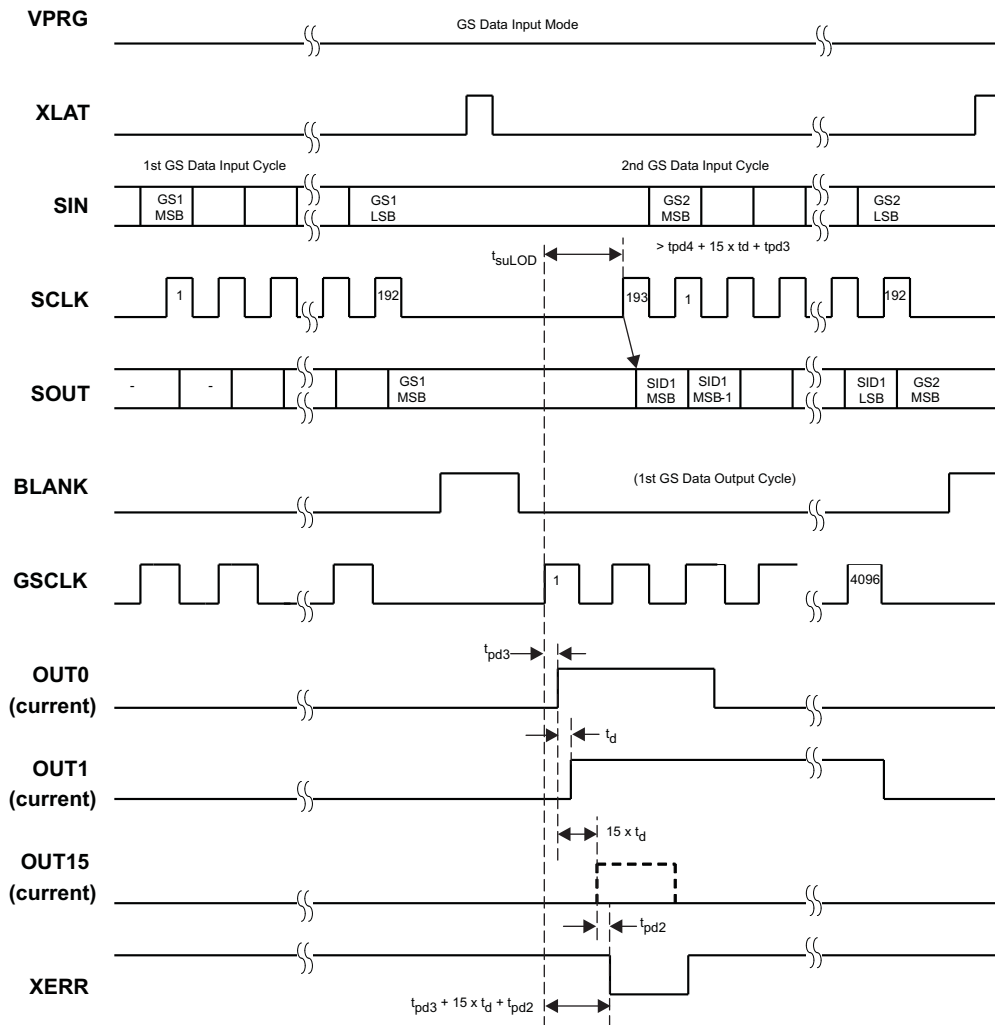 VPRG
GS Data Input Mode
XLAT
1st GS Data Input Cycle
2nd GS Data Input Cycle
SIN
GS1
MSB
GS1
LSB
GS2
MSB
GS2
LSB
tsuLOD
> tpd4 + 15 x td + tpd3
SCLK
1
192
193
1
192
SOUT
-
-
GS1
MSB
SID1
MSB
SID1
MSB-1
SID1
LSB
GS2
MSB
BLANK
(1st GS Data Output Cycle)
GSCLK
1
4096
tpd3
OUT0
(current)
td
OUT1
(current)
15 x td
OUT15
(current)
tpd2
XERR
tpd3 + 15 x td + tpd2